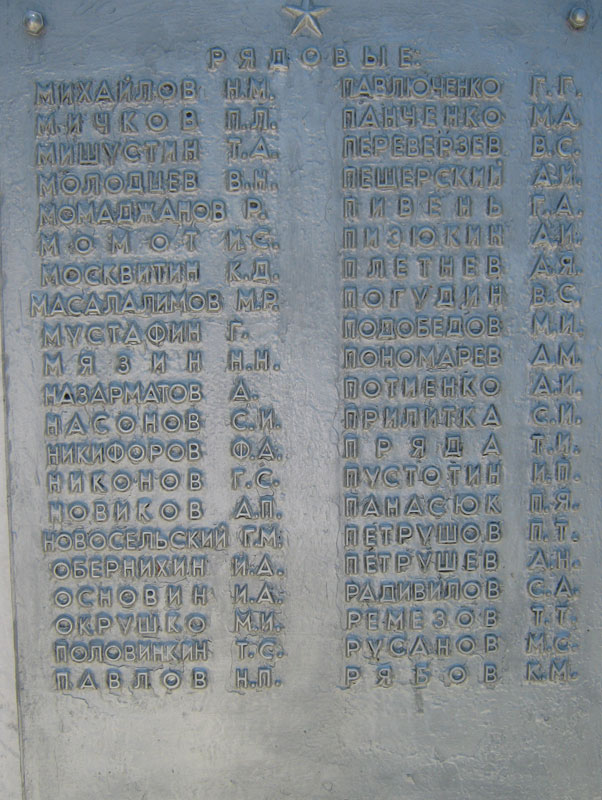 РЯДОВЫЕ:
МИХАЙЛОВ Н.М.
МИЧКОВ П.Л.
МИШУСТИН Т.А.
МОЛОДЦЕВ В.Н.
МОМАДЖАНОВ Р.
МОМОТ И.С.
МОСКВИТИН К.Д.
МАСАЛАЛИМОВ М.Р.
МУСТАФИН Г.
МЯЗИН Н.Н.
НАЗАРМАТОВ А.
НАСОНОВ С.И.
НИКИФОРОВ Ф.А.
НИКОНОВ Г.С.
НОВИКОВ А.П.
НОВОСЕЛЬСКИЙ Г.М.
ОБЕРНИХИН И.А.
ОСНОВИН И.А.
ОКРУШКО М.И.
ПОЛОВИНКИН Т.С.
ПАВЛОВ Н.П.
ПАВЛЮЧЕНКО Г.Г.
ПАНЧЕНКО М.А.
ПЕРЕВЕРЗЕВ В.С.
ПЕЩЕРСКИЙ А.И.
ПИВЕНЬ Г.А.
ПИЗЮКИН А.И.
ПЛЕТНЕВ А.Я.
ПОГУДИН В.С.
ПОДОБЕДОВ М.И.
ПОНОМАРЕВ А.М.
ПОТИЕНКО А.И.
ПРИЛИТКА С.И.
ПРЯДА Т.И.
ПУСТОТИН И.П.
ПАНАСЮК П.Я.
ПЕТРУШОВ П.Т.
ПЕТРУШЕВ А.Н.
РАДИВИЛОВ С.А.
РЕМЕЗОВ Т.Т.
РУСАНОВ М.С.
РЯБОВ К.М.